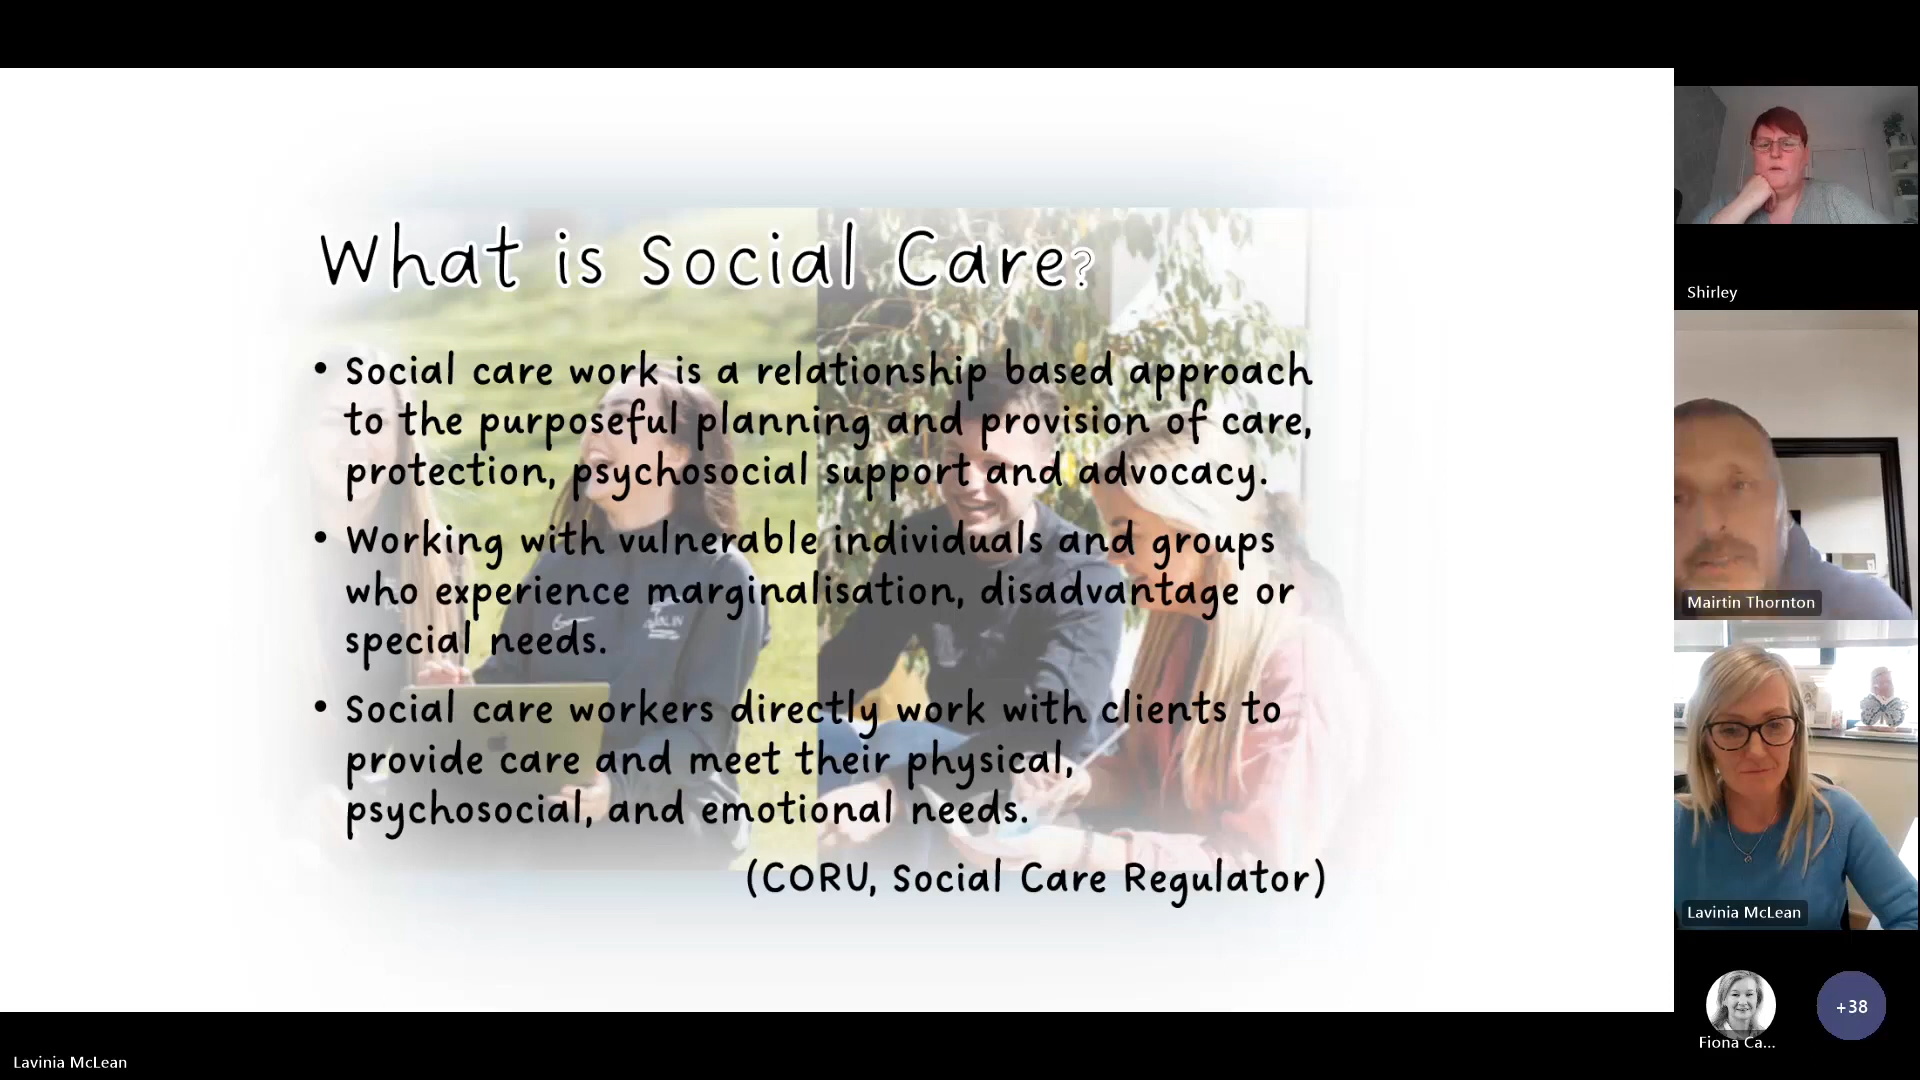 What is Social Care?
• Social care work is a relationship based approach
to the purposeful planning and provision of care,
protection, psychosocial support and advocacy.
• Working with vulnerable individuals and groups
who experience marginalisation, disadvantage or
special needs.
• Social care workers directly work with clients to
provide care and meet their physical,
psychosocial, and emotional needs.
(CORU, Social Care Regulator)
Shirley
Mairtin Thornton
Lavinia McLean
Fiona Ca...
+38
Lavinia McLean